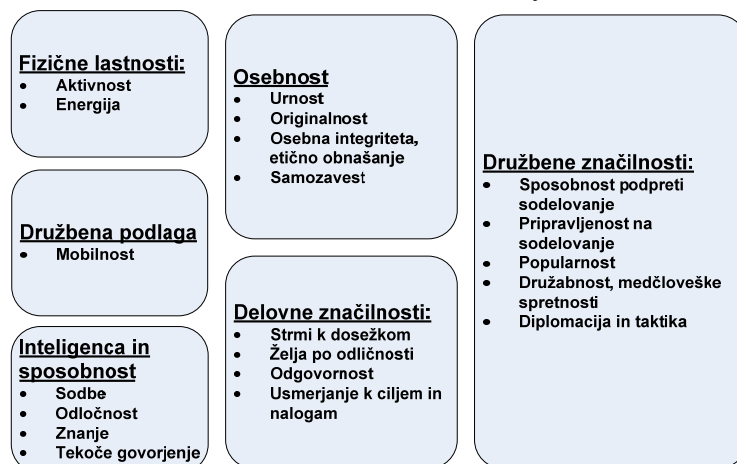 Fizične lastnosti:
• Aktivnost
• Energija
Družbena podlaga
• Mobilnost
Inteligenca in
sposobnost
• Sodbe
• Odločnost
• Znanje
• Tekoče govorjenje
Osebnost
• Urnost
• Originalnost
• Osebna integriteta,
etično obnašanje
• Samozavest
Delovne značilnosti:
• Strmi k dosežkom
• Želja po odličnosti
• Odgovornost
• Usmerjanje k ciljem in
nalogam
Družbene značilnosti:
• Sposobnost podpreti
sodelovanje
• Pripravljenost na
sodelovanje
• Popularnost
• Družabnost, medčloveške
spretnosti
• Diplomacija in taktika